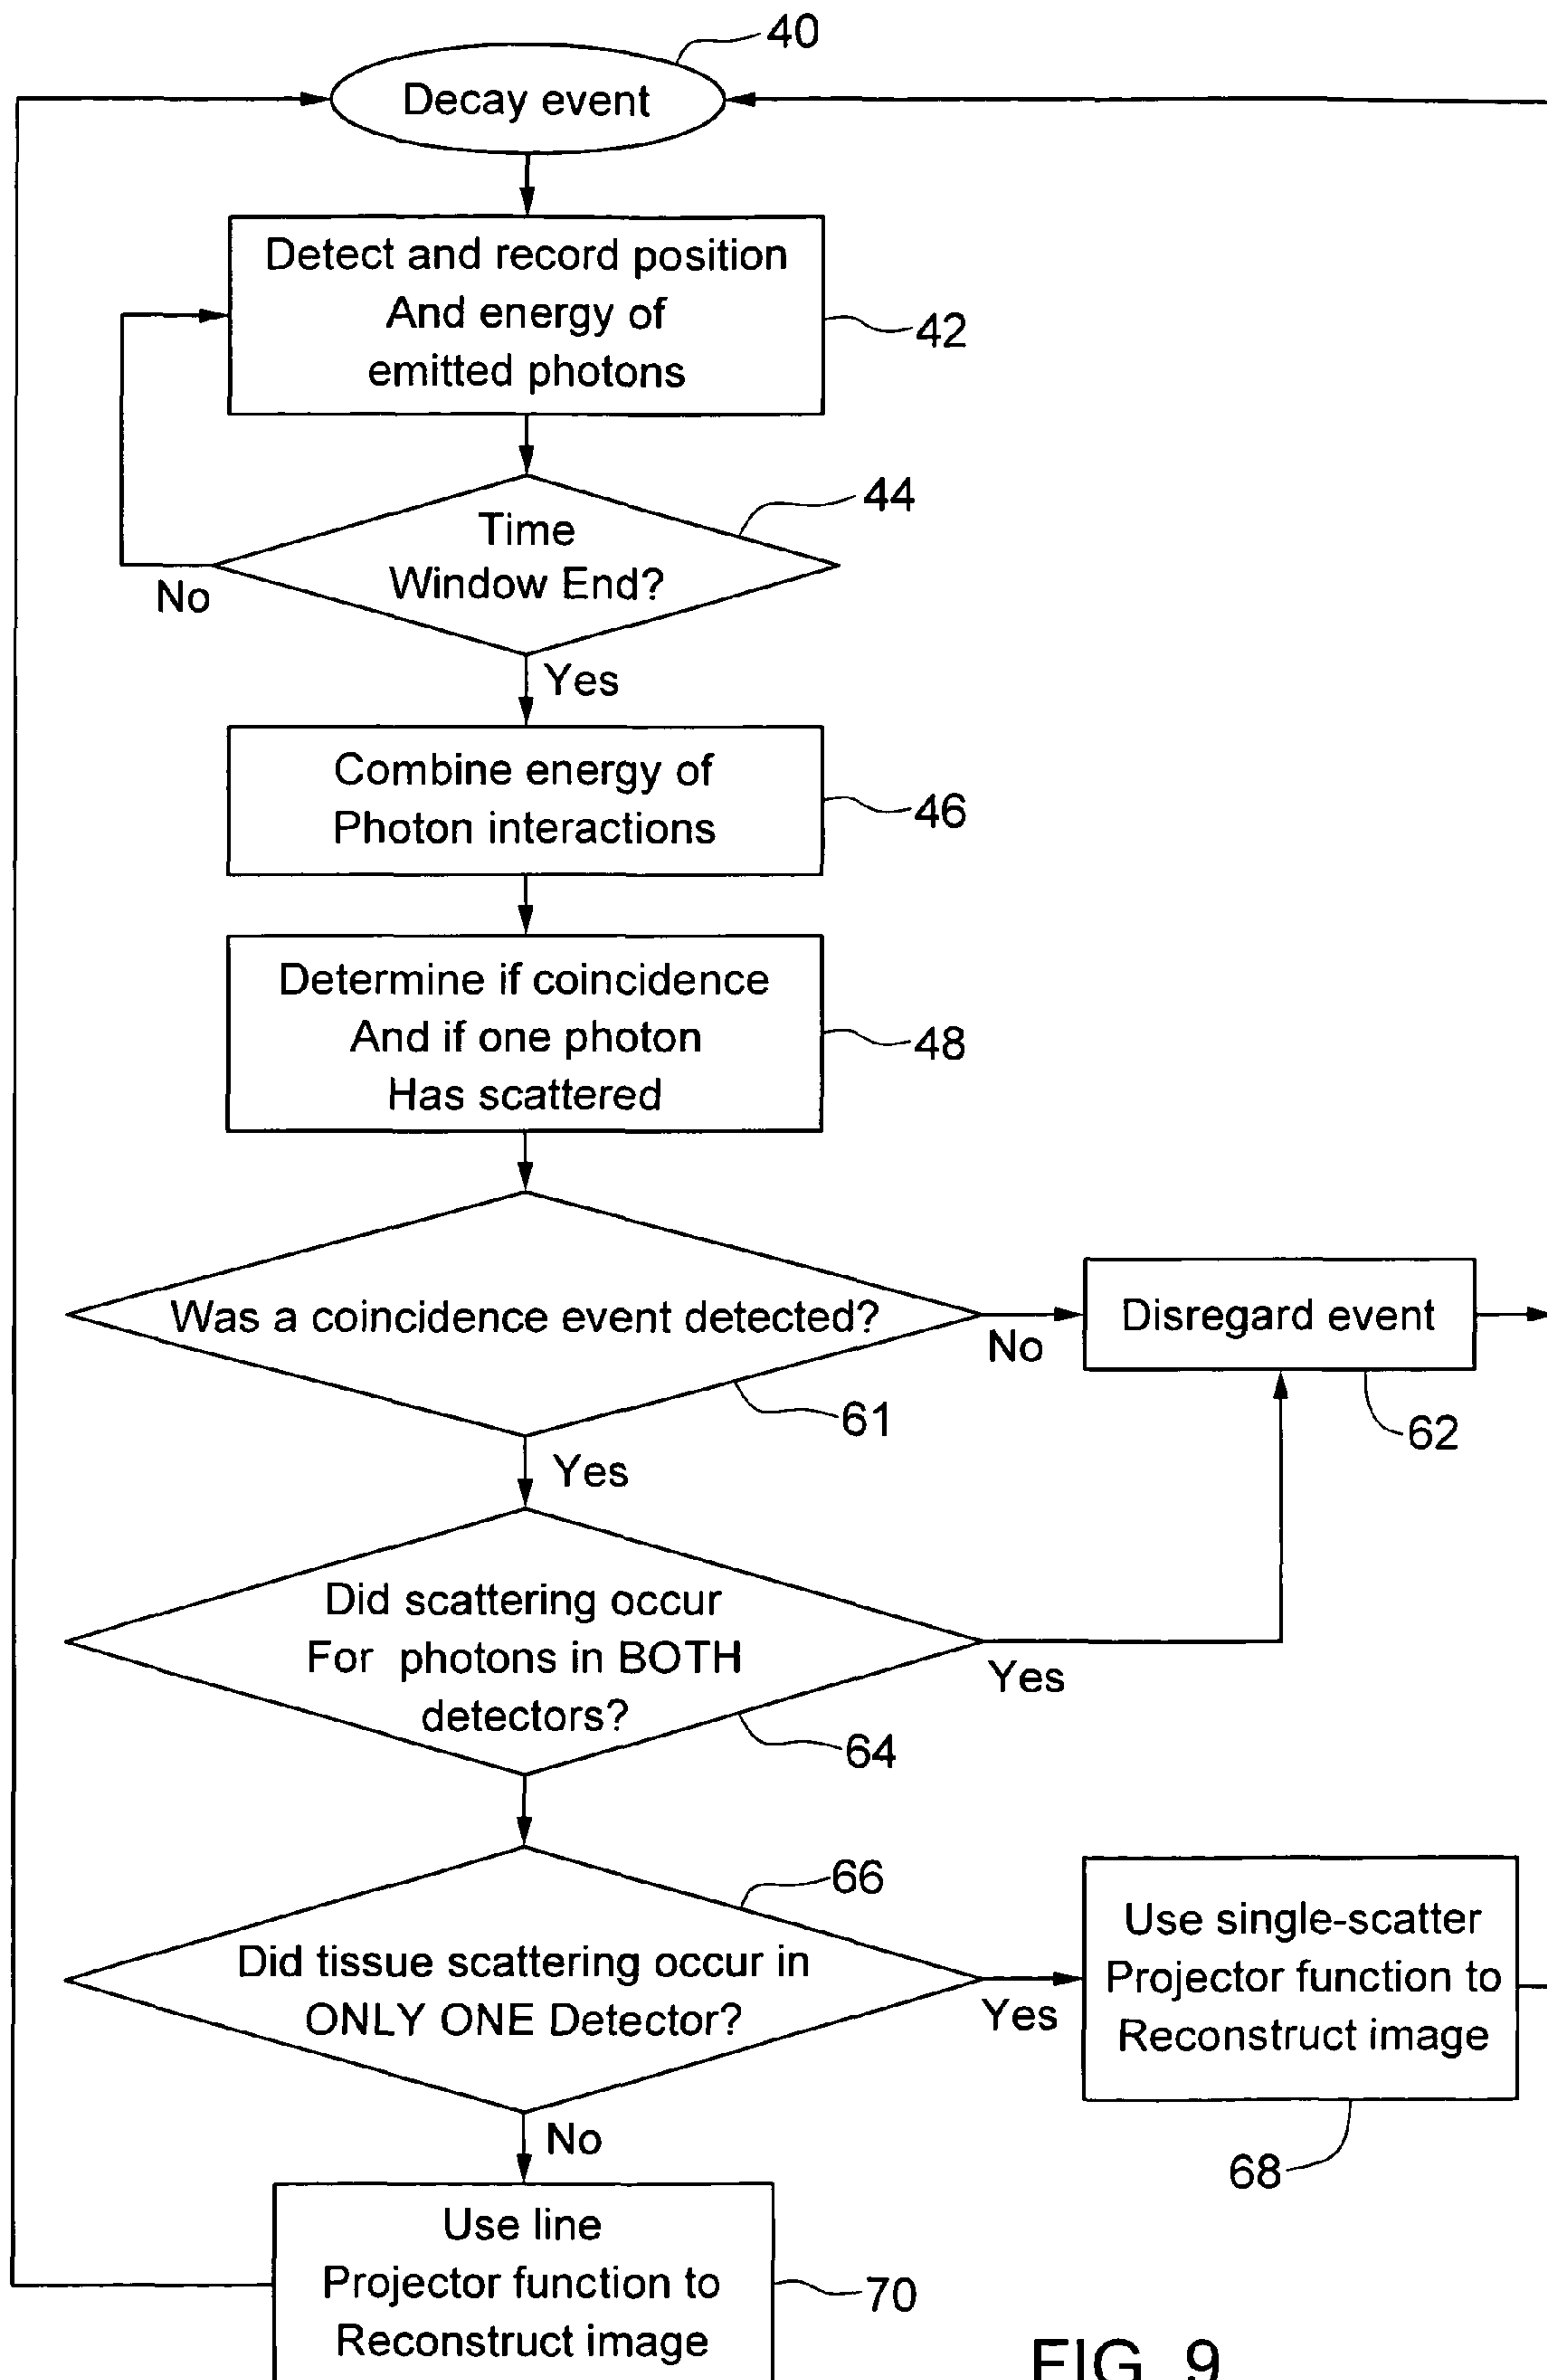 40
Decay event
Detect and record position
And energy of
emitted photons
42
44
Time
Window End?
No
Yes
Combine energy of
Photon interactions
46
Determine if coincidence
And if one photon
Has scattered
48
Was a coincidence event detected?
No
Disregard event
61
62
Yes
Did scattering occur
For photons in BOTH
detectors?
Yes
64
66
Did tissue scattering occur in
ONLY ONE Detector?
Yes
Use single-scatter
Projector function to
Reconstruct image
68
No
Use line
Projector function to
Reconstruct image
70
FIG. 9